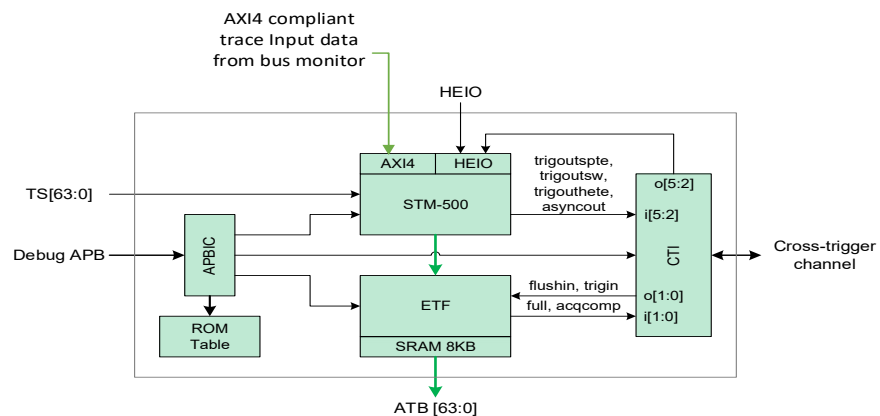 AXI4 compliant
trace Input data
from bus monitor
HEIO
AXI4
HEIO
trigoutspte,
trigoutsw,
trigouthete,
asyncout
o[5:2]
TS[63:0]
STM-500
i[5:2]
APBIC
Debug APB
CTI
Cross-trigger
channel
flushin, trigin
o[1:0]
ETF
full, acqcomp
i[1:0]
ROM
Table
SRAM 8KB
ATB [63:0]